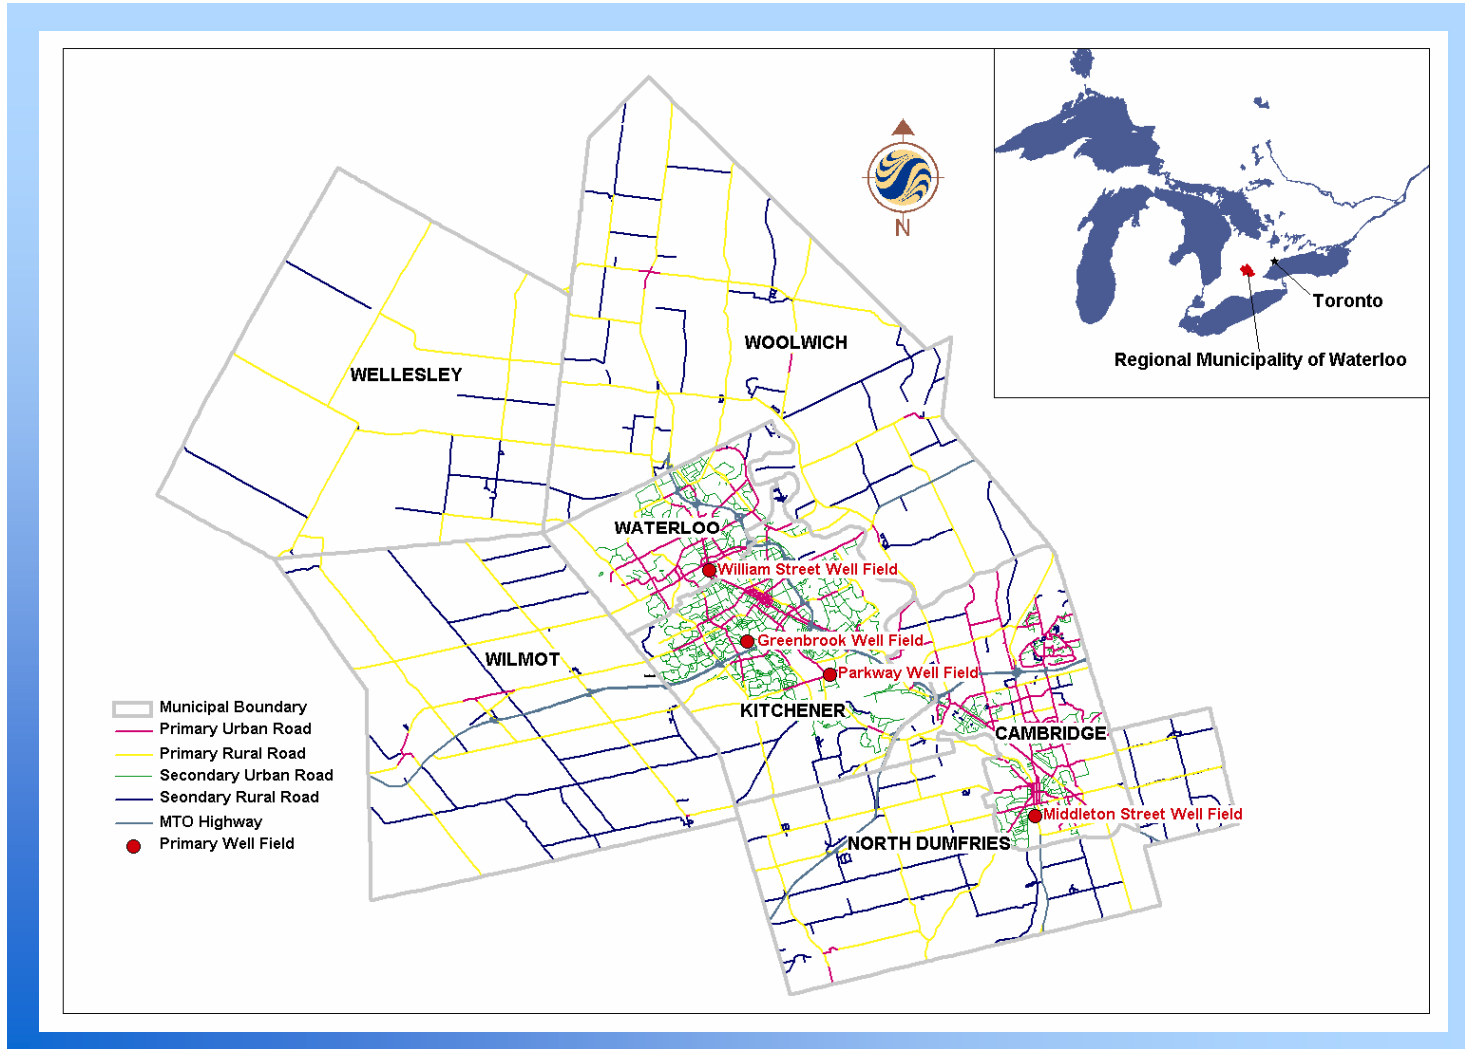 N
Toronto
Regional Municipality of Waterloo
WOOLWICH
WELLESLEY
WATERLOO
William Street Well Field
Greenbrook Well Field
WILMOT
Parkway Well Field
KITCHENER
CAMBRIDGE
Middleton Street Well Field
NORTH DUMFRIES
Municipal Boundary
Primary Urban Road
Primary Rural Road
Secondary Urban Road
Seondary Rural Road
MTO Highway
Primary Well Field